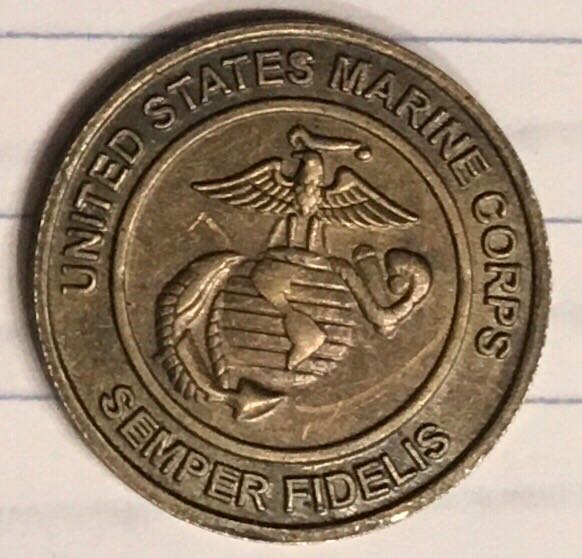 UNITED STATES MARINE CORPS
SEMPER FIDELIS